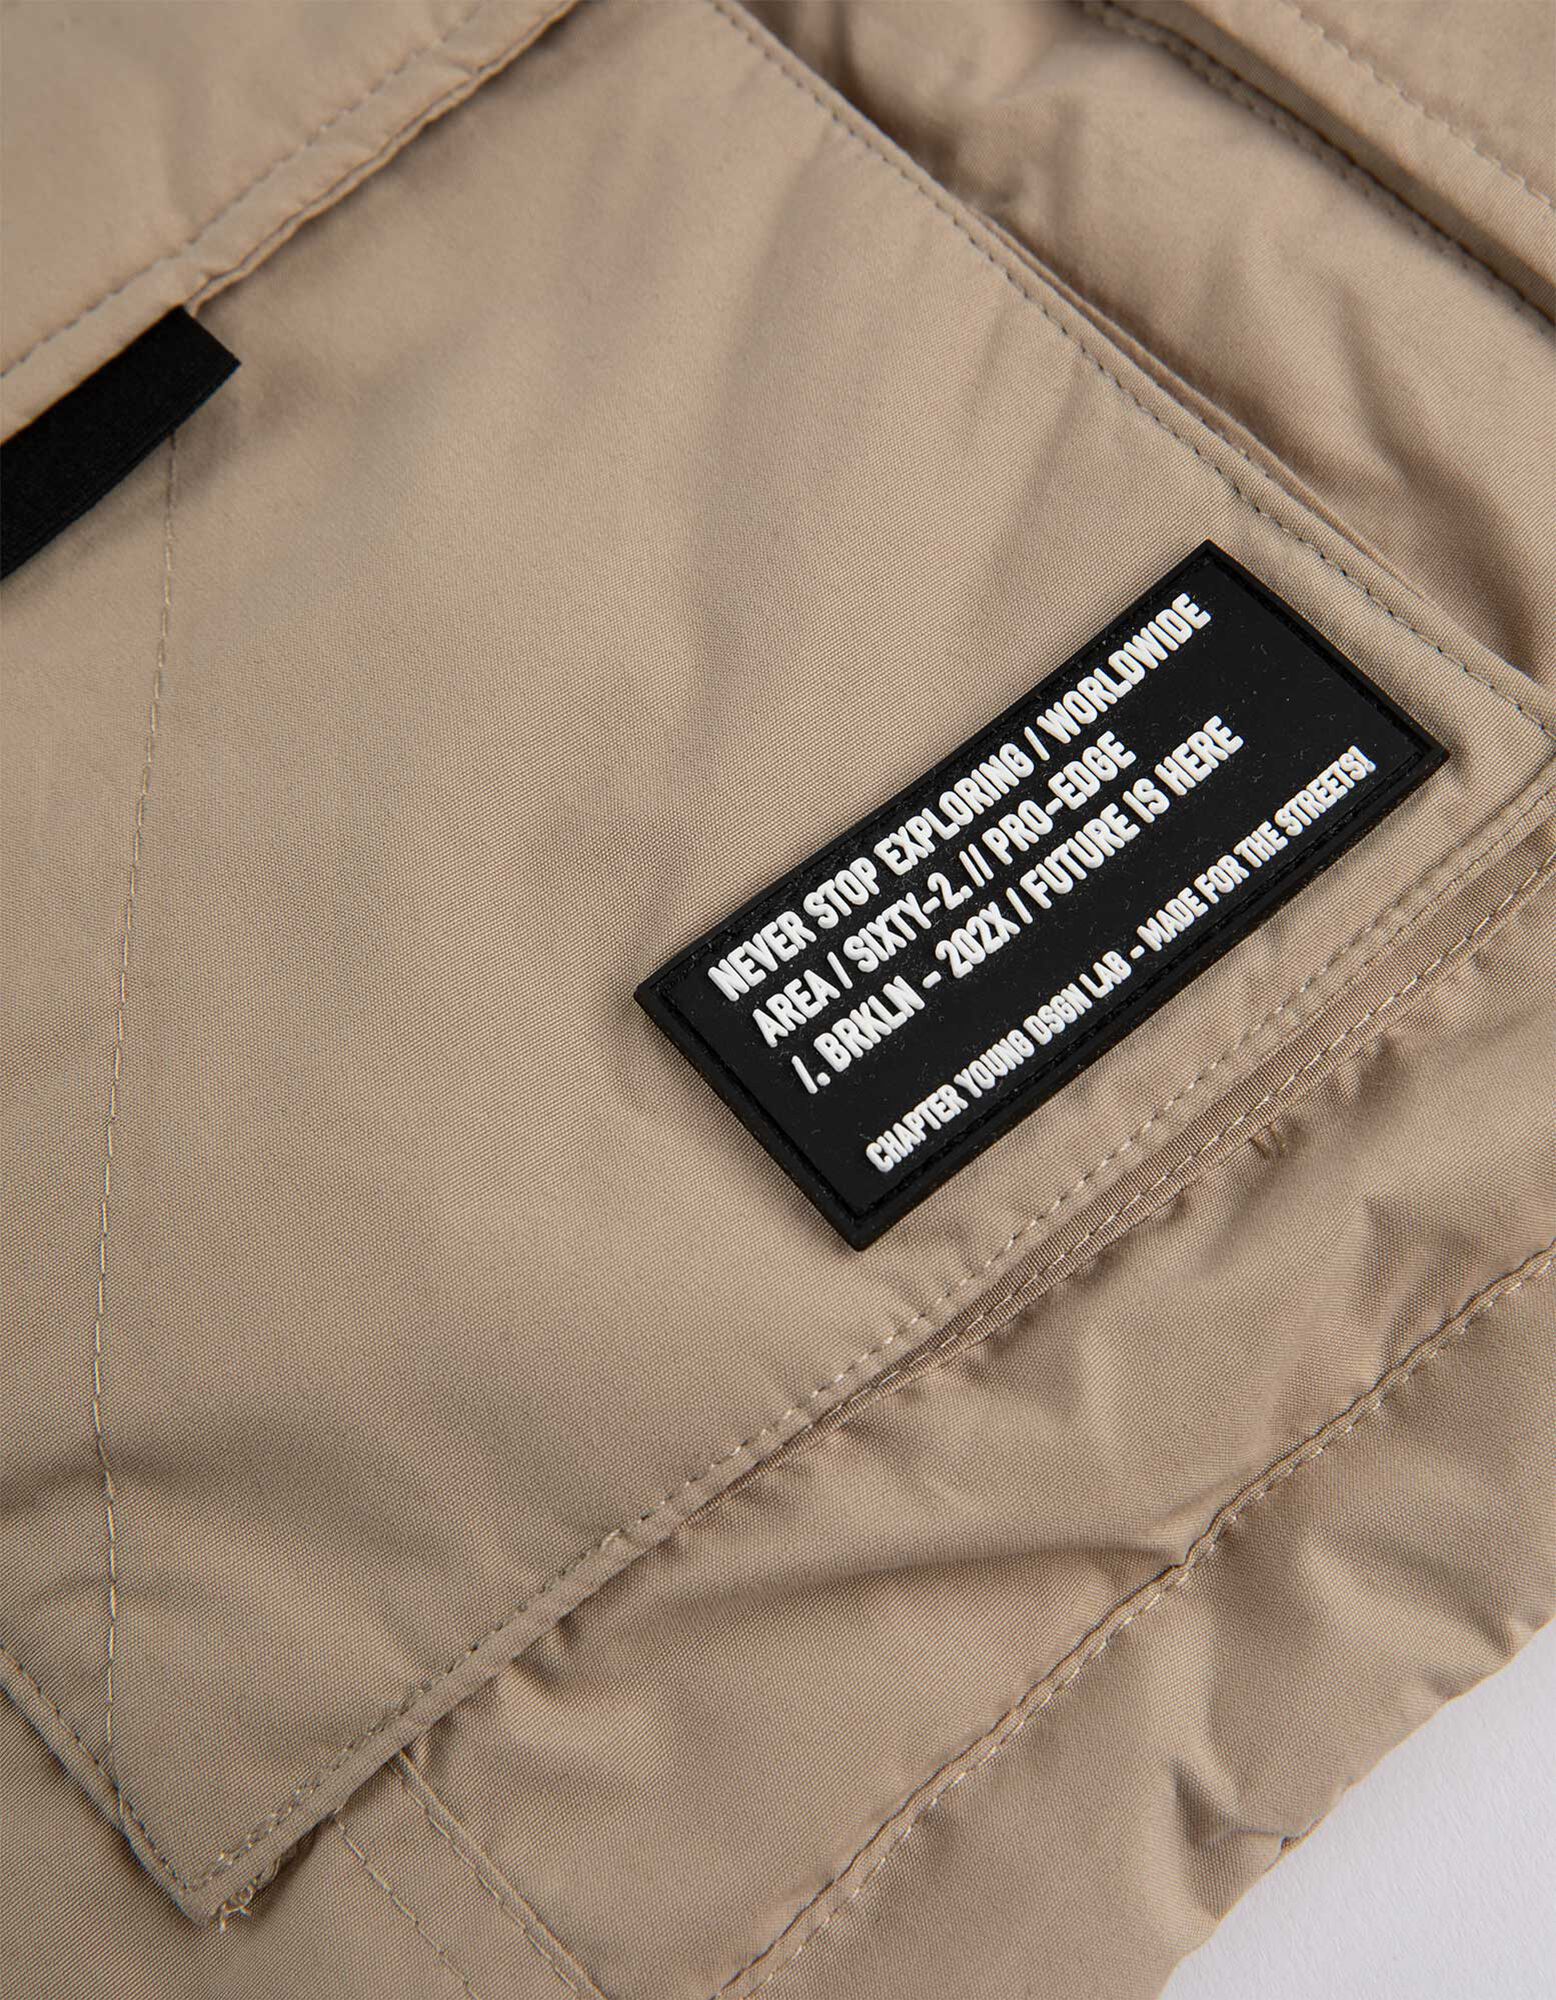 NEVER STOP EXPLORING / WORLDWIDE
AREA / SIXTY-2. // PRO-EDGE
/. BRKLN - 202X / FUTURE IS HERE
CHAPTER YOUNG DSGN LAB - MADE FOR THE STREETS!